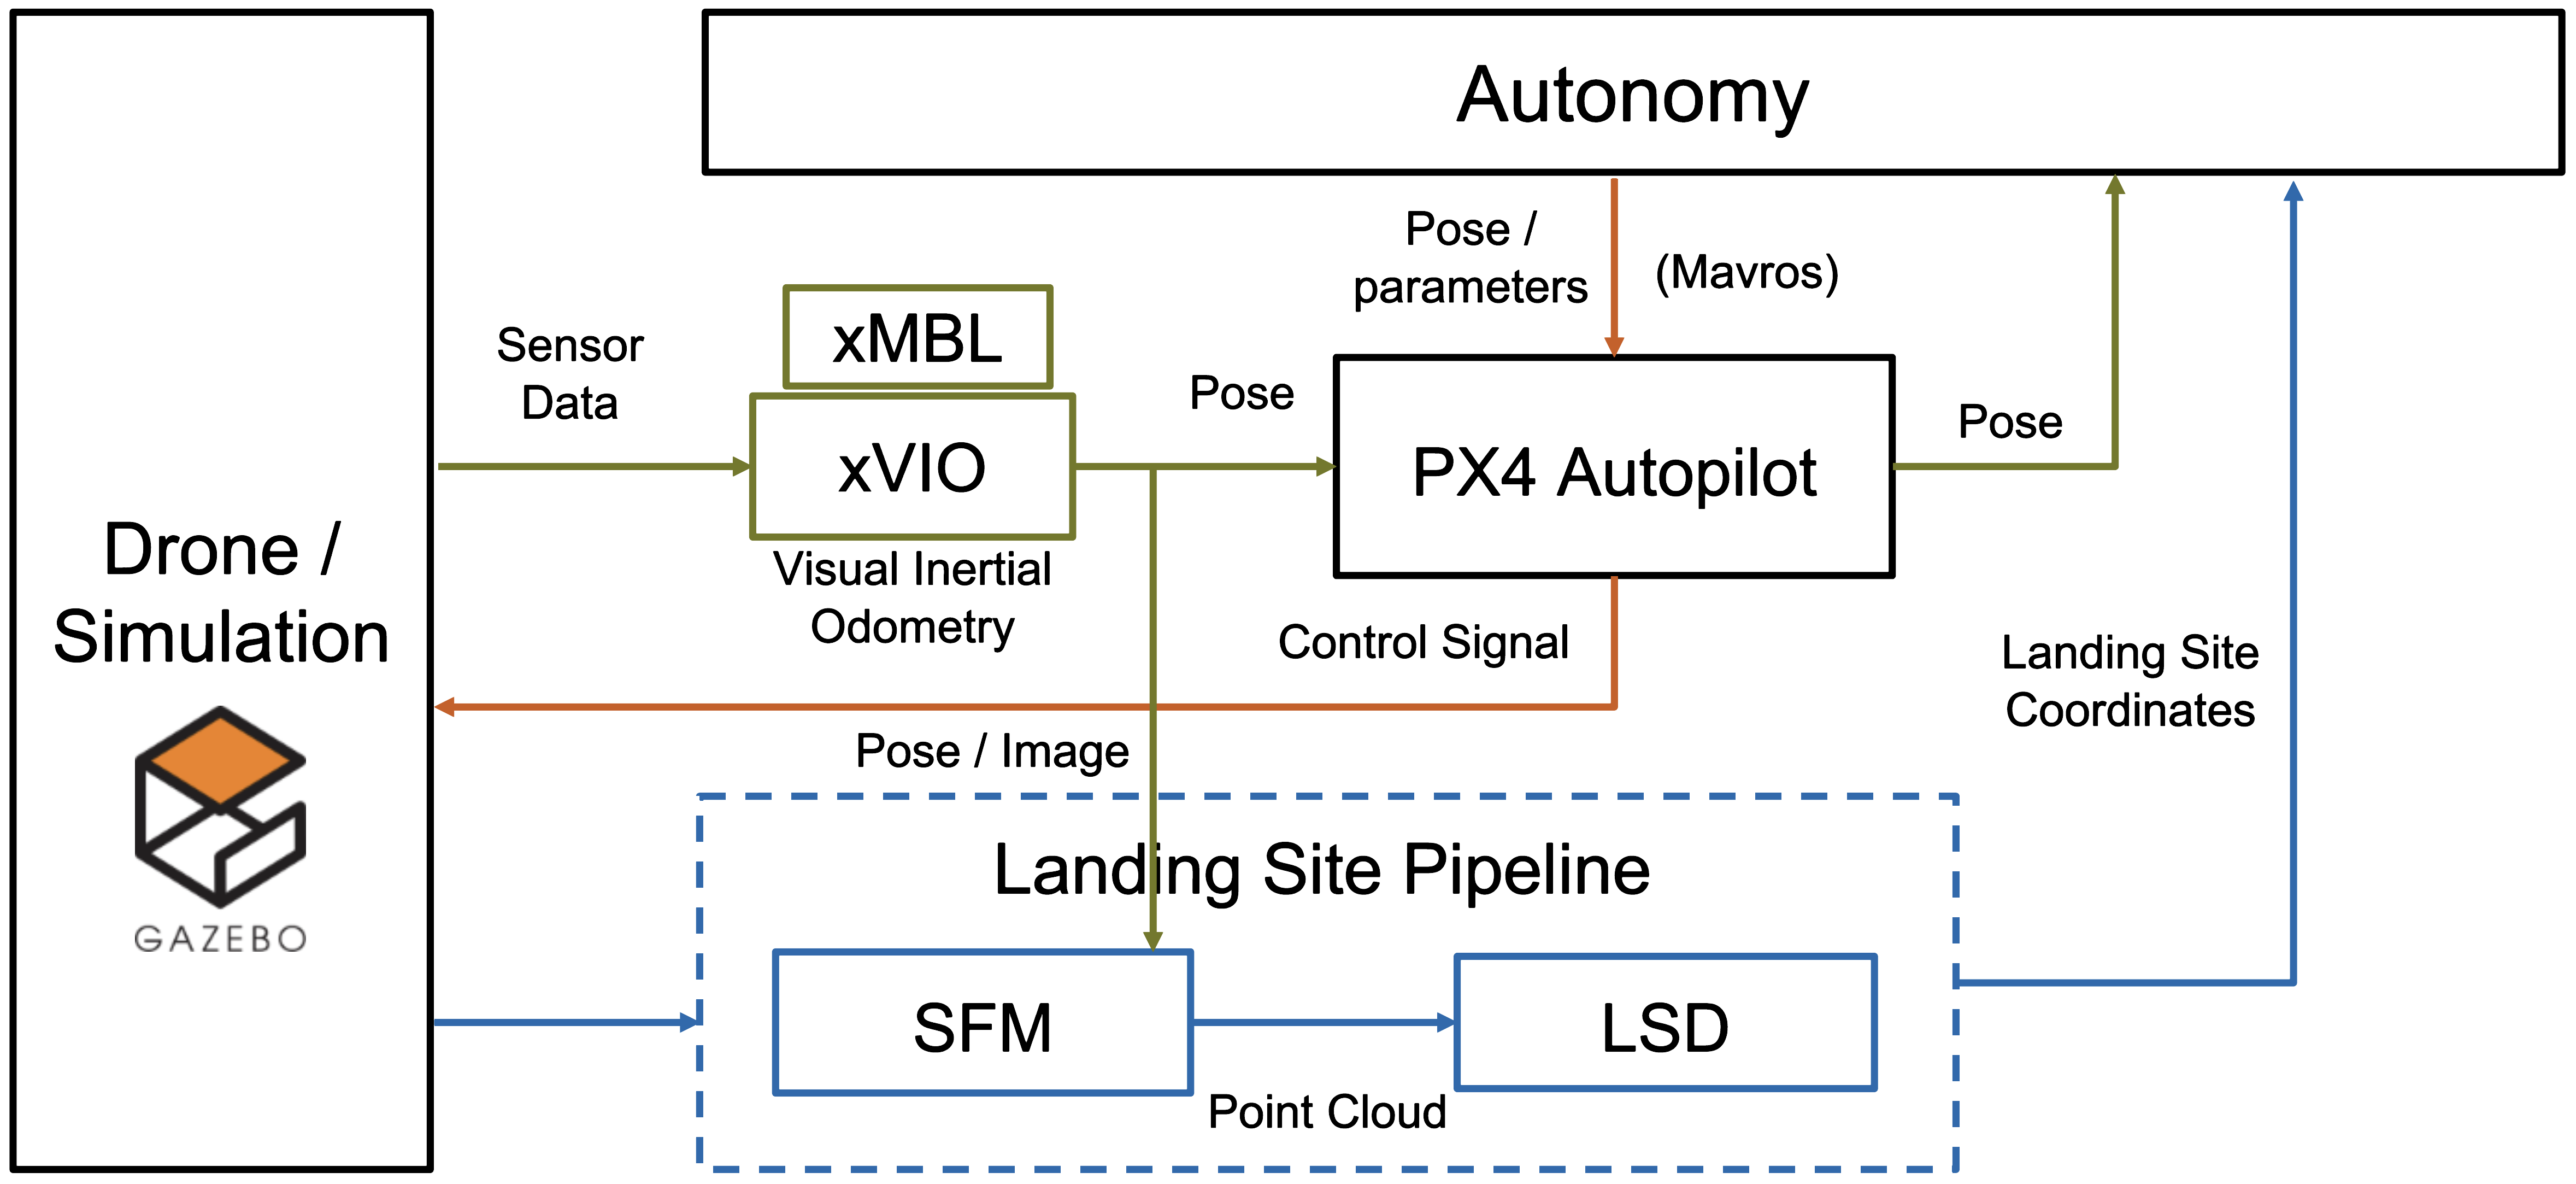 Autonomy
Pose /
parameters
(Mavros)
Sensor
Data
xMBL
xVIO
Visual Inertial
Odometry
Pose
PX4 Autopilot
Pose
Drone /
Simulation
GAZEBO
Control Signal
Landing Site
Coordinates
Pose / Image
Landing Site Pipeline
SFM
LSD
Point Cloud